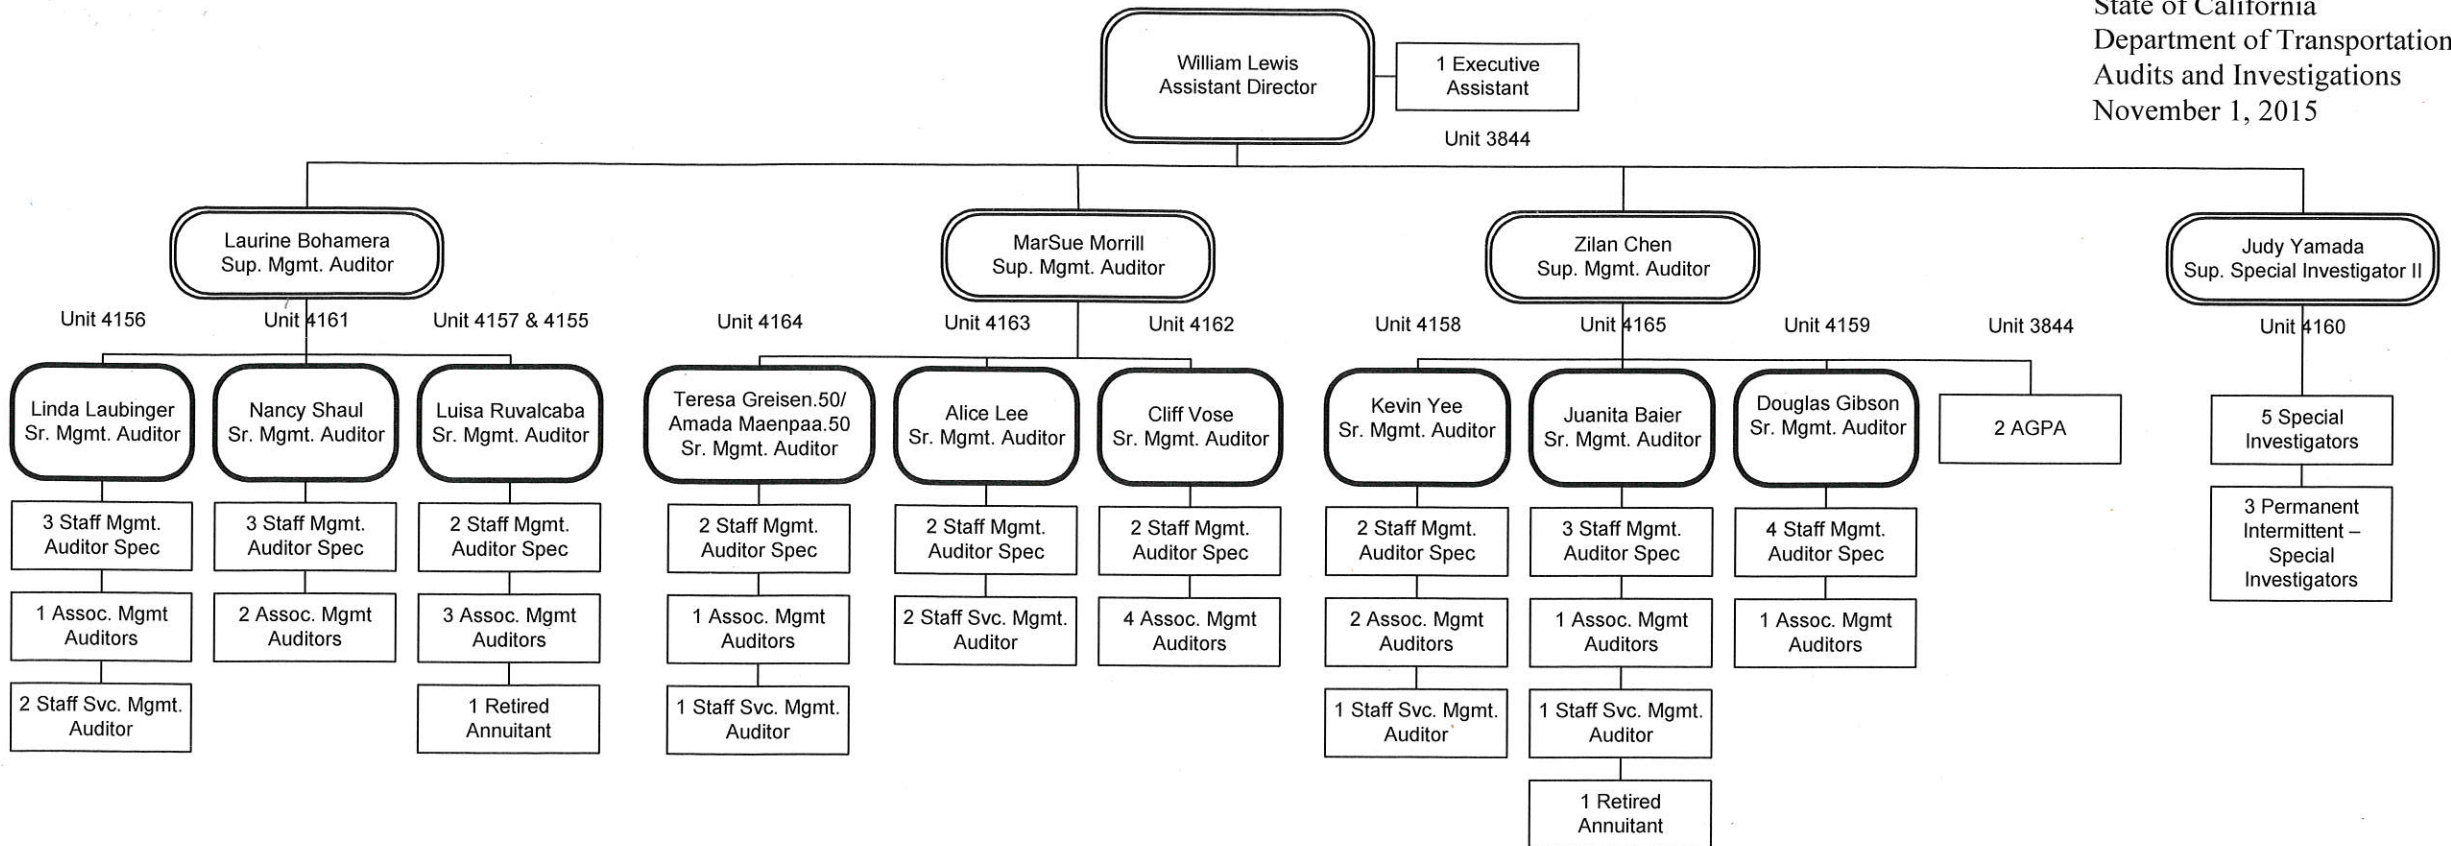 State of California
Department of Transportation
Audits and Investigations
November 1, 2015
William Lewis
Assistant Director
1 Executive
Assistant
Unit 3844
Laurine Bohamera
Sup. Mgmt. Auditor
MarSue Morrill
Sup. Mgmt. Auditor
Zilan Chen
Sup. Mgmt. Auditor
Judy Yamada
Sup. Special Investigator II
Unit 4156
Unit 4161
Unit 4157 & 4155
Unit 4164
Unit 4163
Unit 4162
Unit 4158
Unit 4165
Unit 4159
Unit 3844
Unit 4160
Linda Laubinger
Sr. Mgmt. Auditor
Nancy Shaul
Sr. Mgmt. Auditor
Luisa Ruvalcaba
Sr. Mgmt. Auditor
Teresa Greisen.50/
Amada Maenpaa.50
Sr. Mgmt. Auditor
Alice Lee
Sr. Mgmt. Auditor
Cliff Vose
Sr. Mgmt. Auditor
Kevin Yee
Sr. Mgmt. Auditor
Juanita Baier
Sr. Mgmt. Auditor
Douglas Gibson
Sr. Mgmt. Auditor
2 AGPA
5 Special
Investigators
3 Staff Mgmt.
Auditor Spec
3 Staff Mgmt.
Auditor Spec
2 Staff Mgmt.
Auditor Spec
2 Staff Mgmt.
Auditor Spec
2 Staff Mgmt.
Auditor Spec
2 Staff Mgmt.
Auditor Spec
2 Staff Mgmt.
Auditor Spec
3 Staff Mgmt.
Auditor Spec
4 Staff Mgmt.
Auditor Spec
3 Permanent
Intermittent –
Special
Investigators
1 Assoc. Mgmt
Auditors
2 Assoc. Mgmt
Auditors
3 Assoc. Mgmt
Auditors
1 Assoc. Mgmt
Auditors
2 Staff Svc. Mgmt.
Auditor
4 Assoc. Mgmt
Auditors
2 Assoc. Mgmt
Auditors
1 Assoc. Mgmt
Auditors
1 Assoc. Mgmt
Auditors
2 Staff Svc. Mgmt.
Auditor
1 Retired
Annuitant
1 Staff Svc. Mgmt.
Auditor
1 Staff Svc. Mgmt.
Auditor
1 Staff Svc. Mgmt.
Auditor
1 Retired
Annuitant